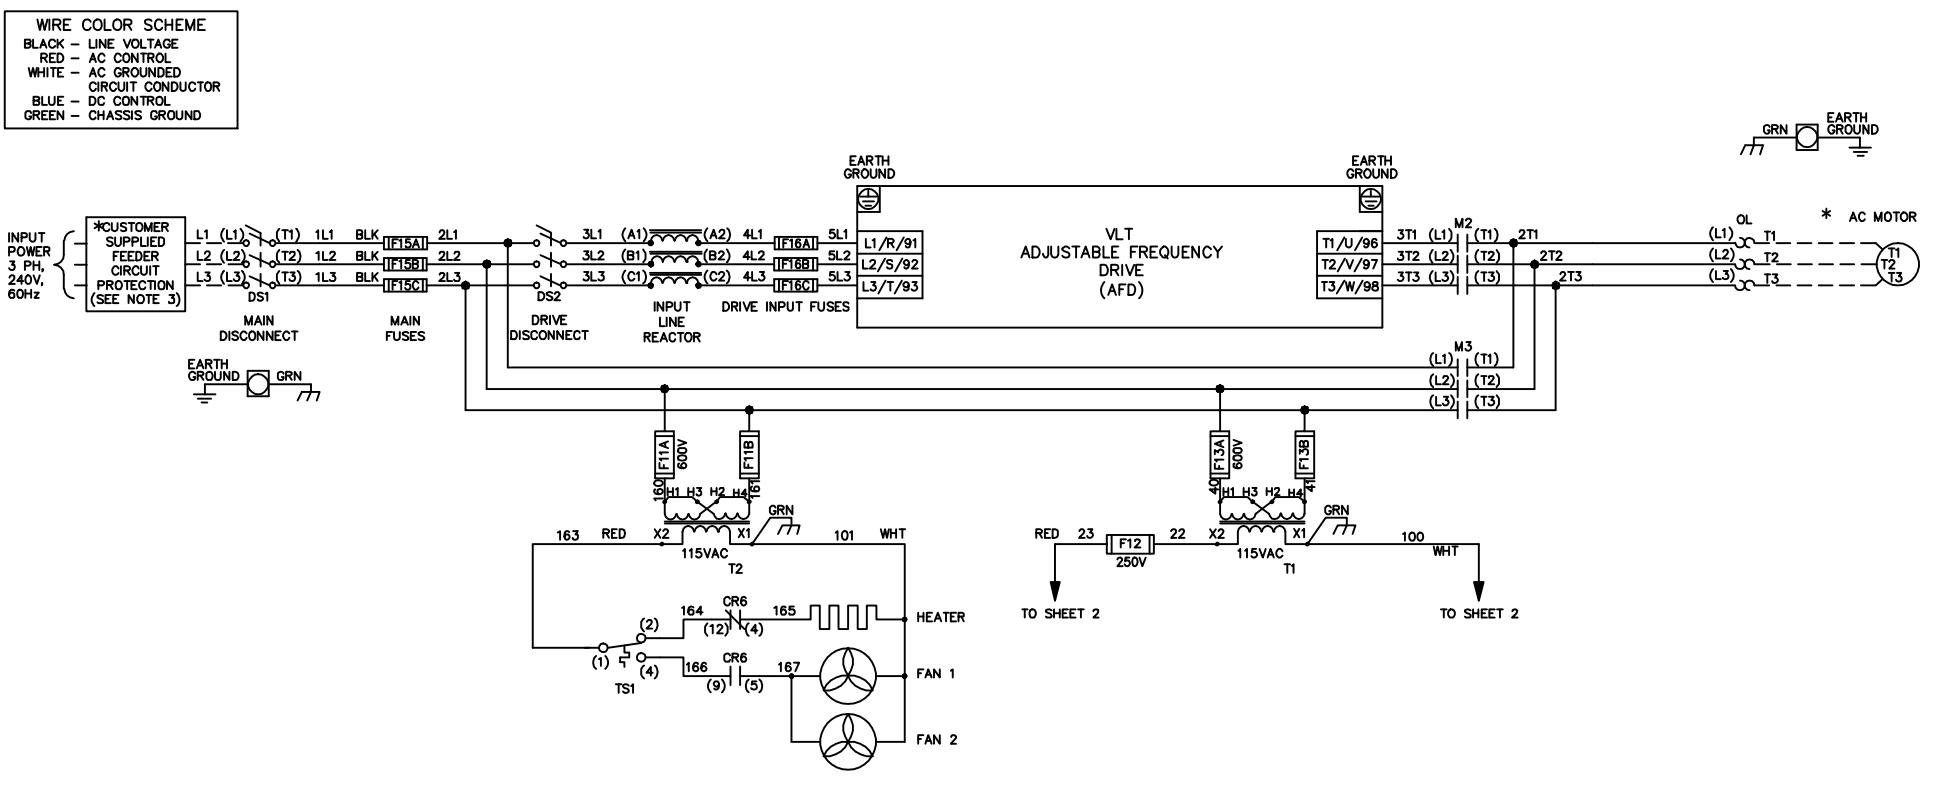 WIRE COLOR SCHEME
BLACK – LINE VOLTAGE
RED – AC CONTROL
WHITE – AC GROUNDED
CIRCUIT CONDUCTOR
BLUE – DC CONTROL
GREEN – CHASSIS GROUND
GRN
EARTH
GROUND
EARTH
GROUND
EARTH
GROUND
INPUT
POWER
3 PH,
240V,
60Hz
*CUSTOMER
SUPPLIED
FEEDER
CIRCUIT
PROTECTION
(SEE NOTE 3)
L1 (L1) (T1) 1L1 BLK F15A 2L1 3L1 (A1) (A2) 4L1 F16A 5L1 L1/R/91
L2 (L2) (T2) 1L2 BLK F15B 2L2 3L2 (B1) (B2) 4L2 F16B 5L2 L2/S/92
L3 (L3) (T3) 1L3 BLK F15C 2L3 3L3 (C1) (C2) 4L3 F16C 5L3 L3/T/93
DS1
MAIN
DISCONNECT
MAIN
FUSES
DS2
DRIVE
DISCONNECT
INPUT
LINE
REACTOR
DRIVE INPUT FUSES
VLT
ADJUSTABLE FREQUENCY
DRIVE
(AFD)
M2
OL
* AC MOTOR
T1/U/96 3T1 (L1) (T1) 2T1 (L1) T1
T2/V/97 3T2 (L2) (T2) 2T2 (L2) T2
T3/W/98 3T3 (L3) (T3) 2T3 (L3) T3
T1
T2
T3
M3
(L1) (T1)
(L2) (T2)
(L3) (T3)
EARTH
GROUND
GRN
F11A
600V
F11B
160
161
H1 H3 H2 H4
GRN
163 RED X2 X1 101 WHT
115VAC
T2
F13A
600V
F13B
40
41
H1 H3 H2 H4
GRN
RED 23 F12 22 X2 X1 100
WHT
250V
115VAC
T1
TO SHEET 2
TO SHEET 2
164 CR6 165
(12) (4)
HEATER
(2)
(1)
(4)
TS1
166 CR6 167
(9) (5)
FAN 1
FAN 2